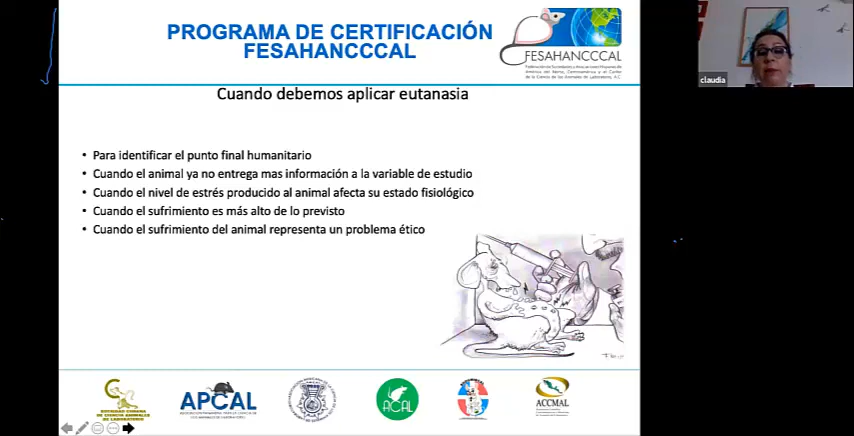 PROGRAMA DE CERTIFICACIÓN
FESAHANCCCAL
FESAHANCCCAL
Cuando debemos aplicar eutanasia
• Para identificar el punto final humanitario
• Cuando el animal ya no entrega mas información a la variable de estudio
• Cuando el nivel de estrés producido al animal afecta su estado fisiológico
• Cuando el sufrimiento es más alto de lo previsto
• Cuando el sufrimiento del animal representa un problema ético
claudia
APCAL
ACAL
ACCMAL